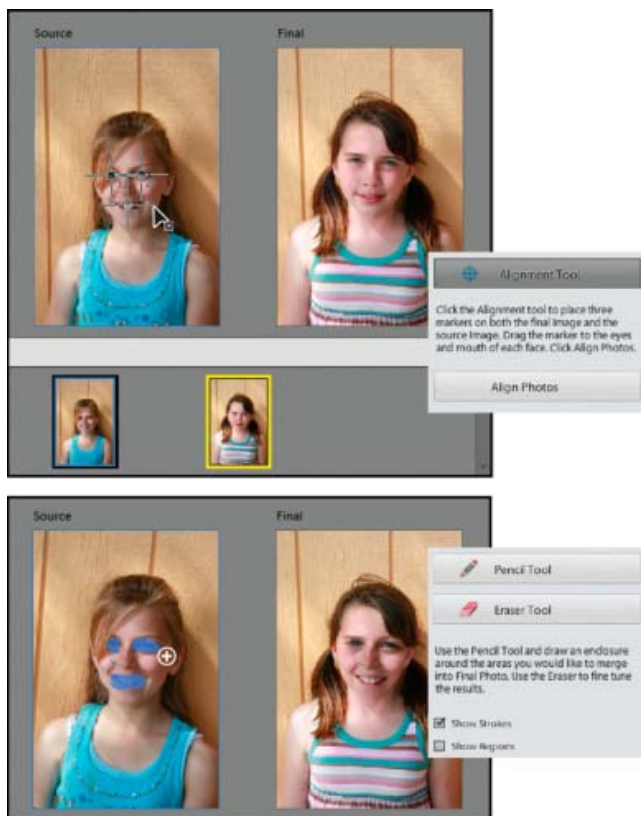 Source
Final
Alignment Tool
Click the Alignment tool to place three
markers on both the final Image and the
source Image. Drag the marker to the eyes
and mouth of each face. Click Align Photos.
Align Photos
Source
Final
Pencil Tool
Eraser Tool
Use the Pencil Tool and draw an enclosure
around the areas you would like to merge
into Final Photo. Use the Eraser to fine tune
the results.
Show Strokes
Show Regions